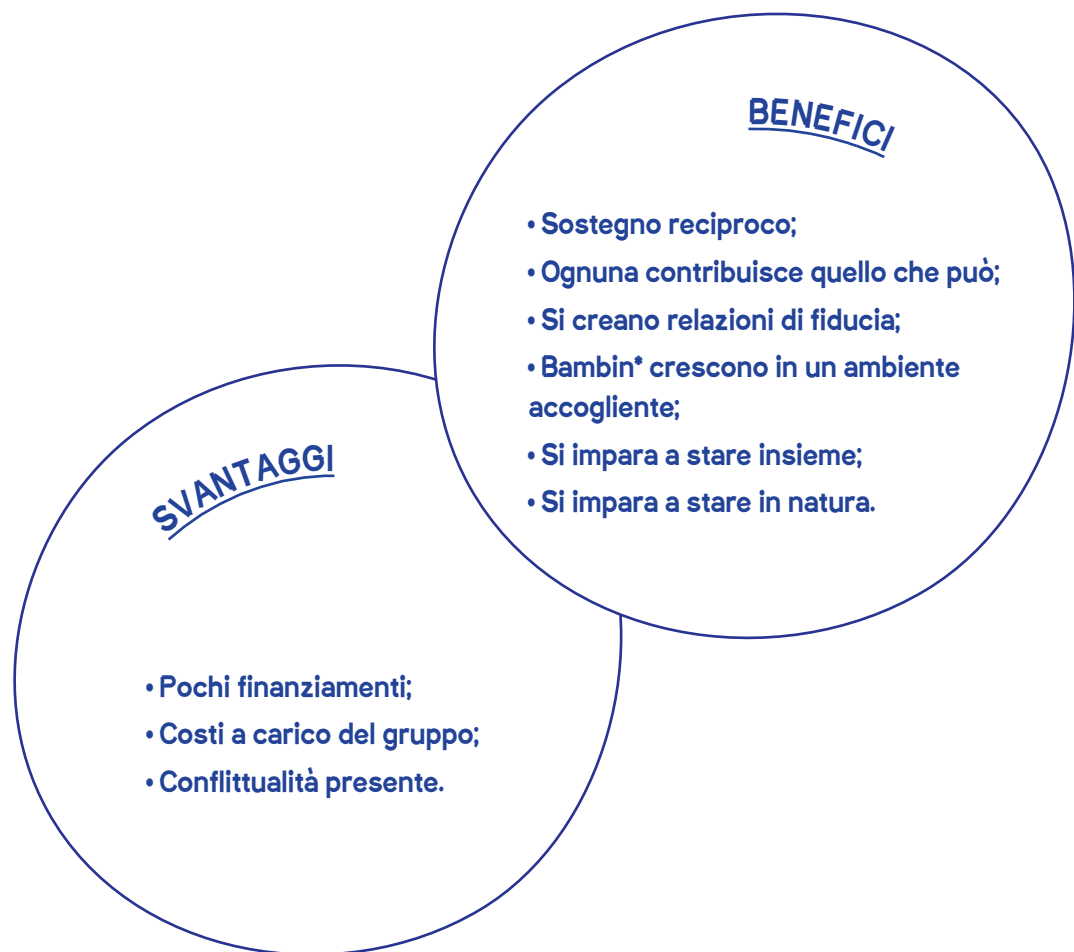 BENEFICI
• Sostegno reciproco;
• Ognuna contribuisce quello che può;
• Si creano relazioni di fiducia;
• Bambin* crescono in un ambiente
accogliente;
• Si impara a stare insieme;
• Si impara a stare in natura.
SVANTAGGI
• Pochi finanziamenti;
• Costi a carico del gruppo;
• Conflittualità presente.